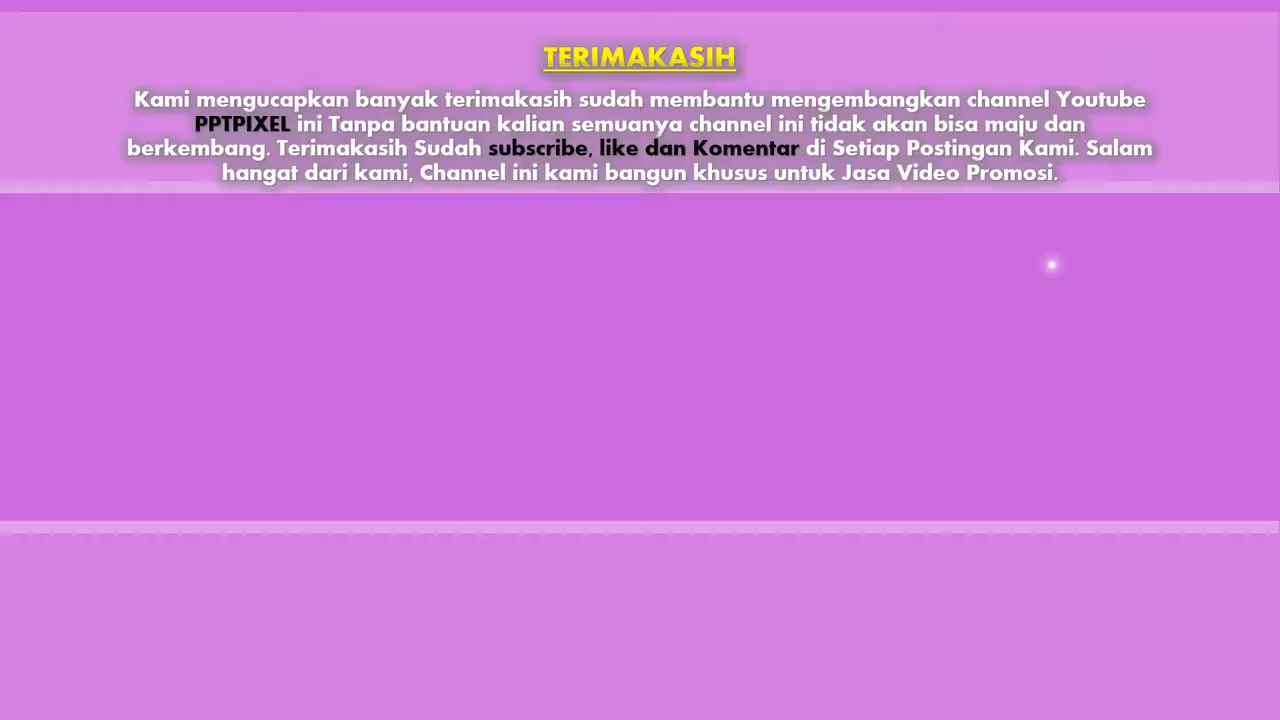 TERIMAKASIH
Kami mengucapkan banyak terimakasih sudah membantu mengembangkan channel Youtube
PPTPIXEL ini Tanpa bantuan kalian semuanya channel ini tidak akan bisa maju dan
berkembang. Terimakasih Sudah subscribe, like dan Komentar di Setiap Postingan Kami. Salam
hangat dari kami, Channel ini kami bangun khusus untuk Jasa Video Promosi.